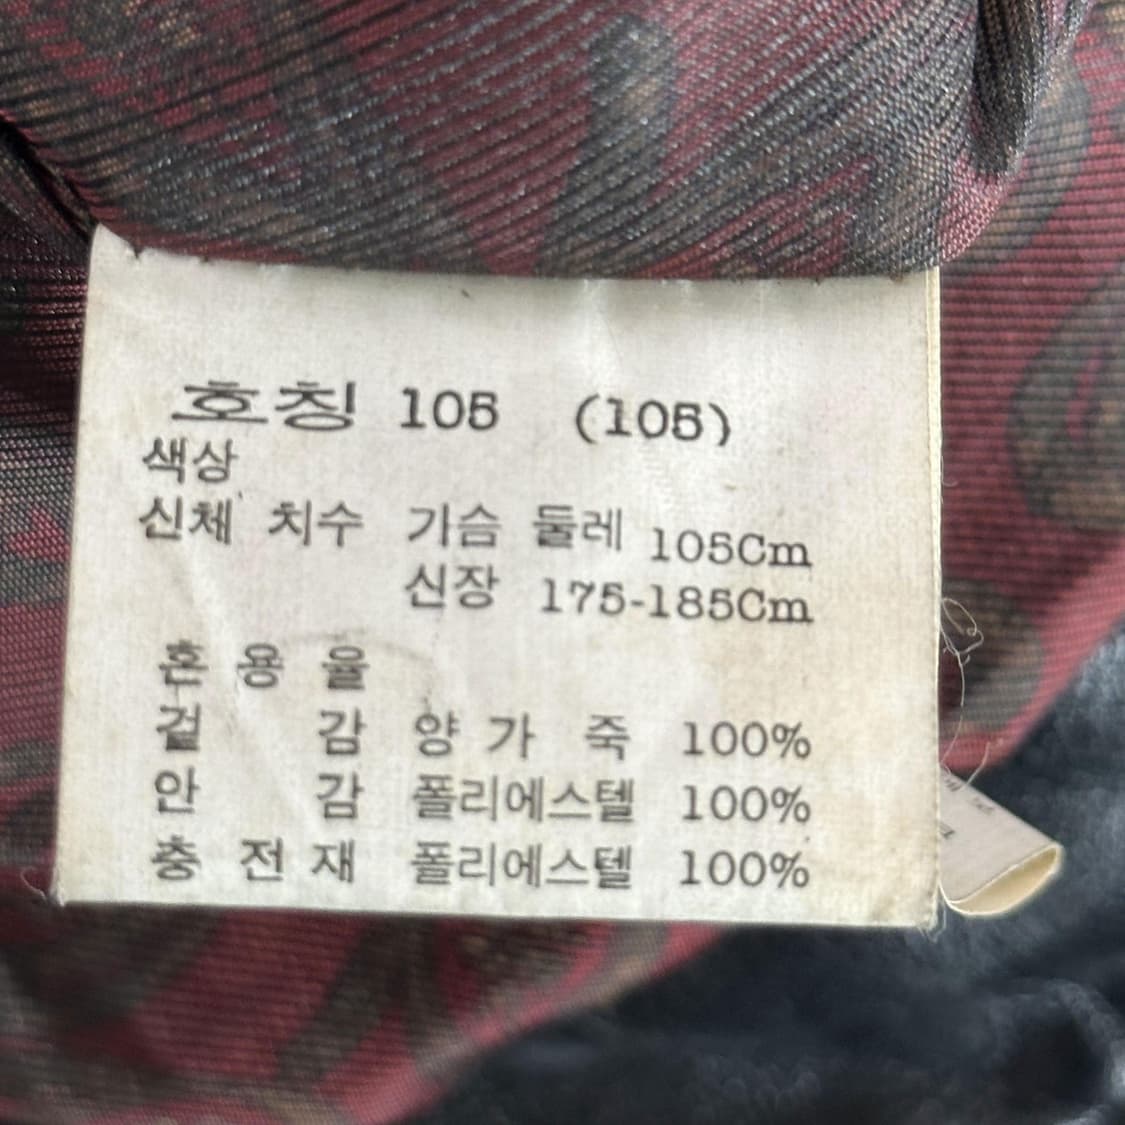 호칭 105 (105)
색상
신체 치수 가슴 둘레 105Cm
신장 175-185Cm
혼 용 율
겉 감 양 가 죽 100%
안 감 폴리에스텔 100%
충 전 재 폴리에스텔 100%